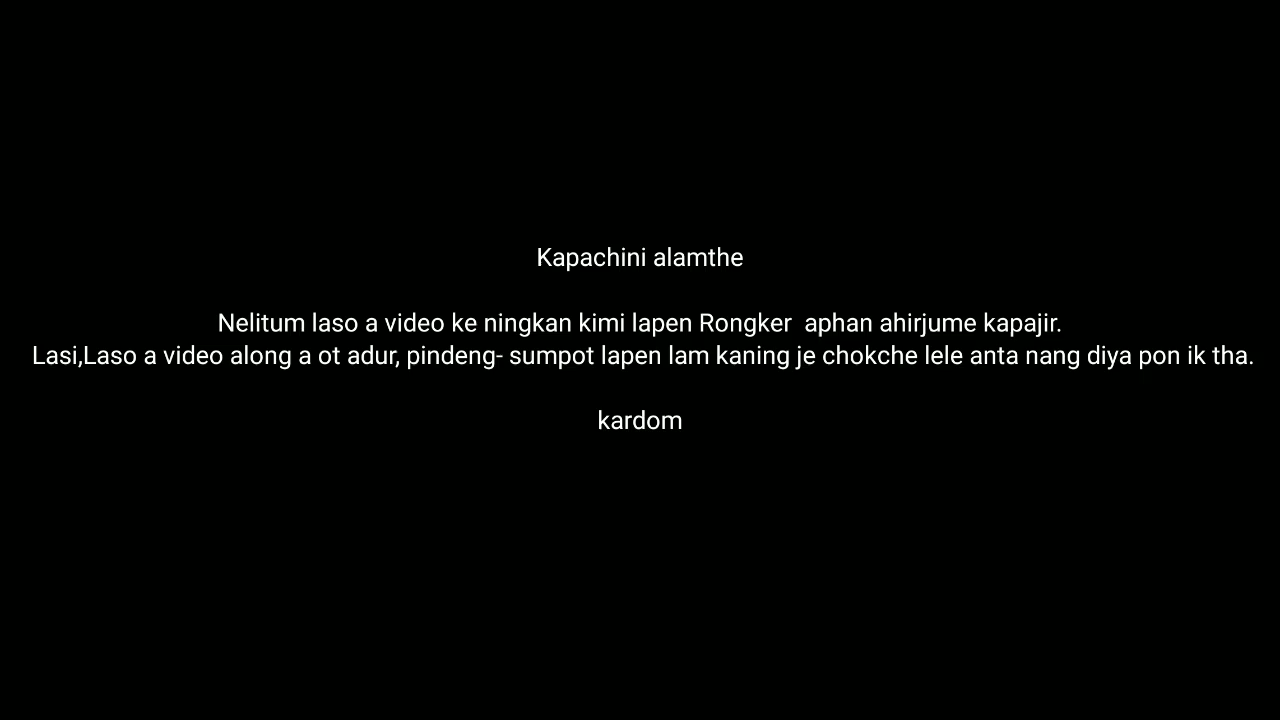 Kapachini alamthe
Nelitum laso a video ke ningkan kimi lapen Rongker  aphan ahirjume kapajir.
Lasi,Laso a video along a ot adur, pindeng- sumpot lapen lam kaning je chokche lele anta nang diya pon ik tha.
kardom